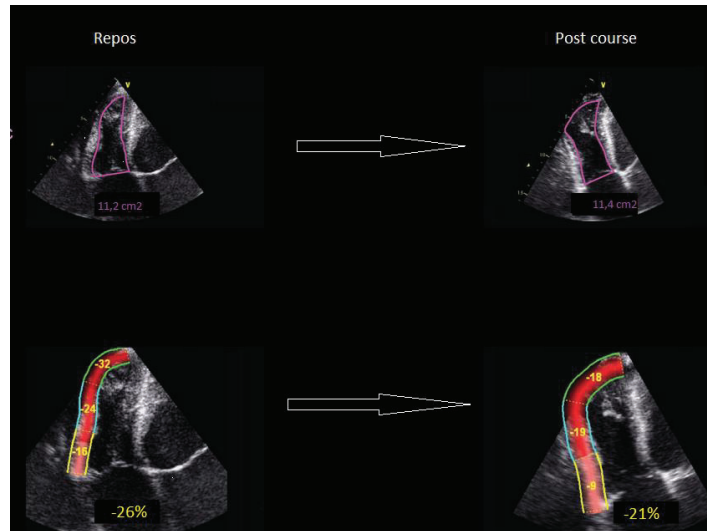 Repos
Post course
V
V
11,2 cm2
11,4 cm2
-32
-24
-16
-26%
-18
-19
-9
-21%